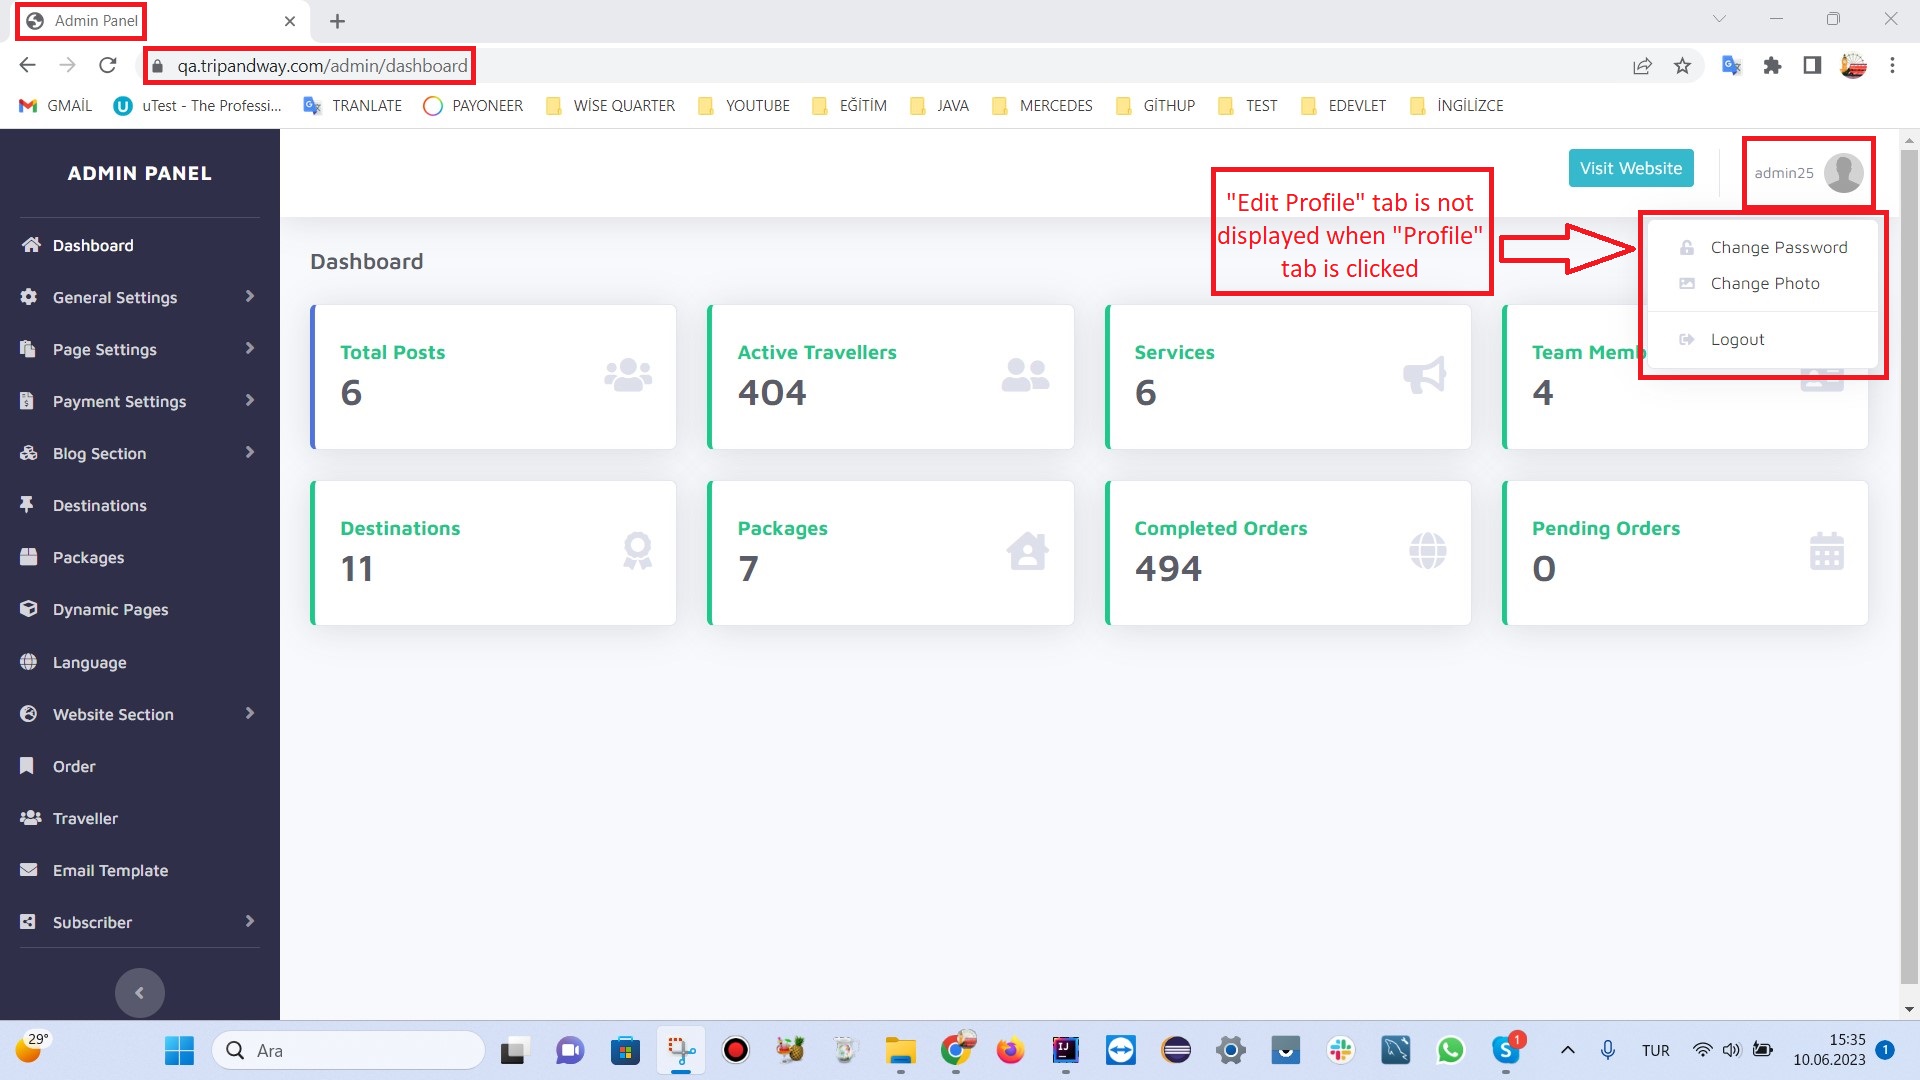 Admin Panel
qa.tripandway.com/admin/dashboard
GMAİL
uTest - The Professi...
TRANLATE
PAYONEER
WİSE QUARTER
YOUTUBE
EĞİTİM
JAVA
MERCEDES
GİTHUP
TEST
EDEVLET
İNGİLİZCE
ADMIN PANEL
Dashboard
General Settings
Page Settings
Payment Settings
Blog Section
Destinations
Packages
Dynamic Pages
Language
Website Section
Order
Traveller
Email Template
Subscriber
Visit Website
admin25
"Edit Profile" tab is not
displayed when "Profile"
tab is clicked
Change Password
Change Photo
Logout
Dashboard
Total Posts
6
Active Travellers
404
Services
6
Team Memb
4
Destinations
11
Packages
7
Completed Orders
494
Pending Orders
0
29°
Ara
IJ
1
TUR
15:35
10.06.2023
1